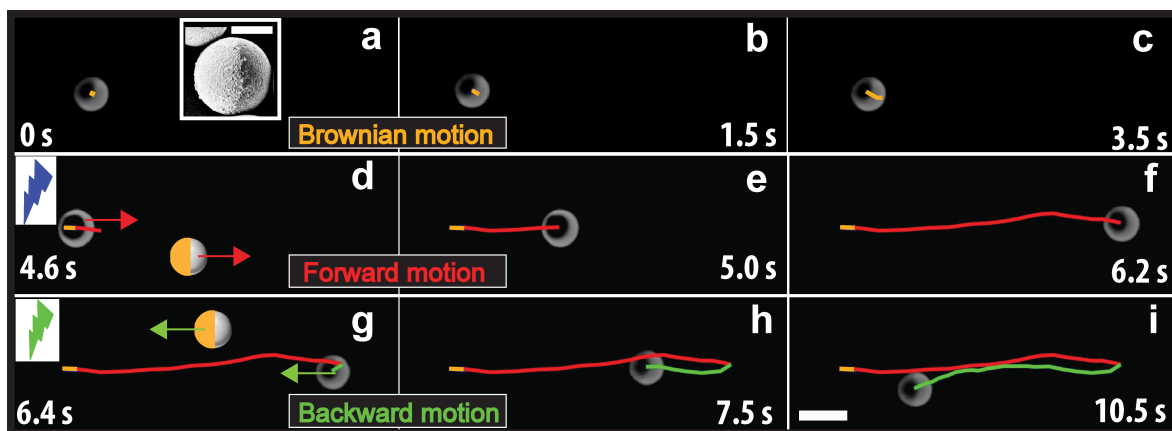 a
b
c
0 s
Brownian motion
1.5 s
3.5 s
d
e
f
4.6 s
Forward motion
5.0 s
6.2 s
g
h
i
6.4 s
Backward motion
7.5 s
10.5 s